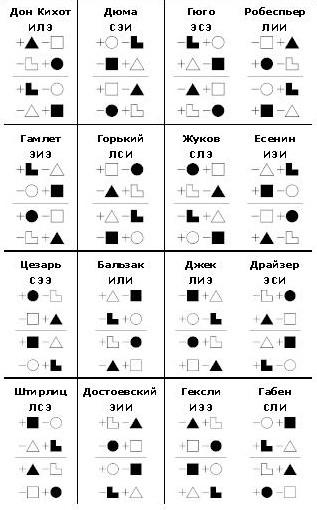 Дон Кихот
ИЛЭ
Дюма
СЭИ
Гюго
ЭСЭ
Робеспьер
ЛИИ
Гамлет
ЭИЭ
Горький
ЛСИ
Жуков
СЛЭ
Есенин
ИЭИ
Цезарь
СЭЭ
Бальзак
ИЛИ
Джек
ЛИЭ
Драйзер
ЭСИ
Штирлиц
ЛСЭ
Достоевский
ЭИИ
Гексли
ИЭЭ
Габен
СЛИ